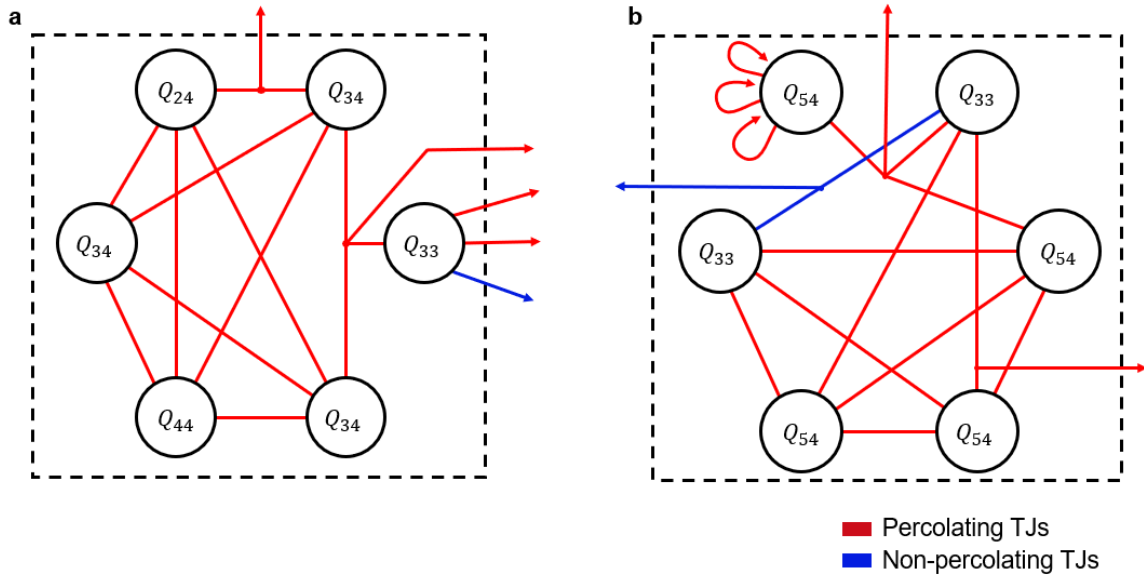 a
b
Q24
Q34
Q54
Q33
Q34
Q33
Q33
Q54
Q44
Q34
Q54
Q54
Percolating TJs
Non-percolating TJs